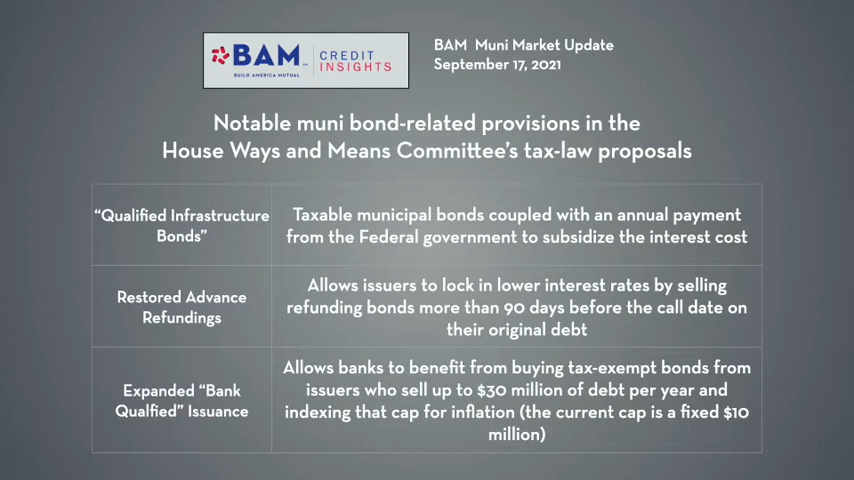 BAM
BUILD AMERICA MUTUAL
CREDIT
INSIGHTS
BAM Muni Market Update
September 17, 2021
Notable muni bond-related provisions in the
House Ways and Means Committee's tax-law proposals
“Qualified Infrastructure
Bonds”
Taxable municipal bonds coupled with an annual payment
from the Federal government to subsidize the interest cost
Restored Advance
Refundings
Allows issuers to lock in lower interest rates by selling
refunding bonds more than 90 days before the call date on
their original debt
Expanded “Bank
Qualfied” Issuance
Allows banks to benefit from buying tax-exempt bonds from
issuers who sell up to $30 million of debt per year and
indexing that cap for inflation (the current cap is a fixed $10
million)